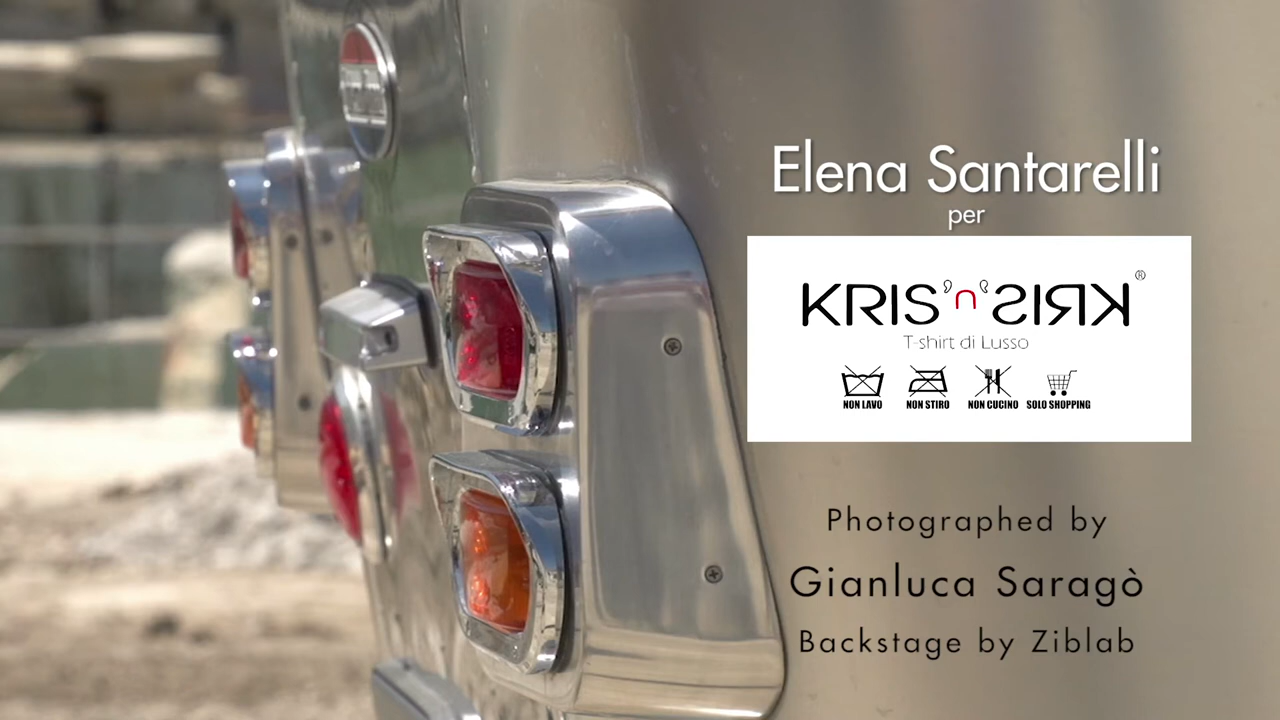 Elena Santarelli
per
KRIS'n'SIRK®
T-shirt di Lusso
NON LAVO NON STIRO NON CUCINO SOLO SHOPPING
Photographed by
Gianluca Saragò
Backstage by Ziblab